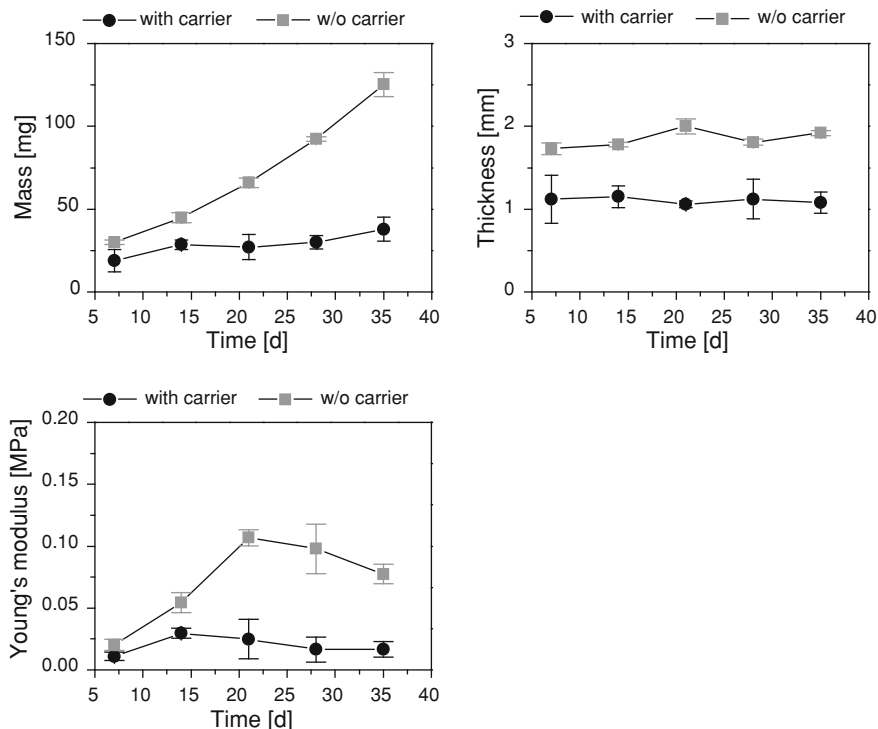 with carrier w/o carrier
150
100
50
0
Mass [mg]
5 10 15 20 25 30 35 40
Time [d]
with carrier w/o carrier
3
2
1
0
Thickness [mm]
5 10 15 20 25 30 35 40
Time [d]
with carrier w/o carrier
0.20
0.15
0.10
0.05
0.00
Young's modulus [MPa]
5 10 15 20 25 30 35 40
Time [d]